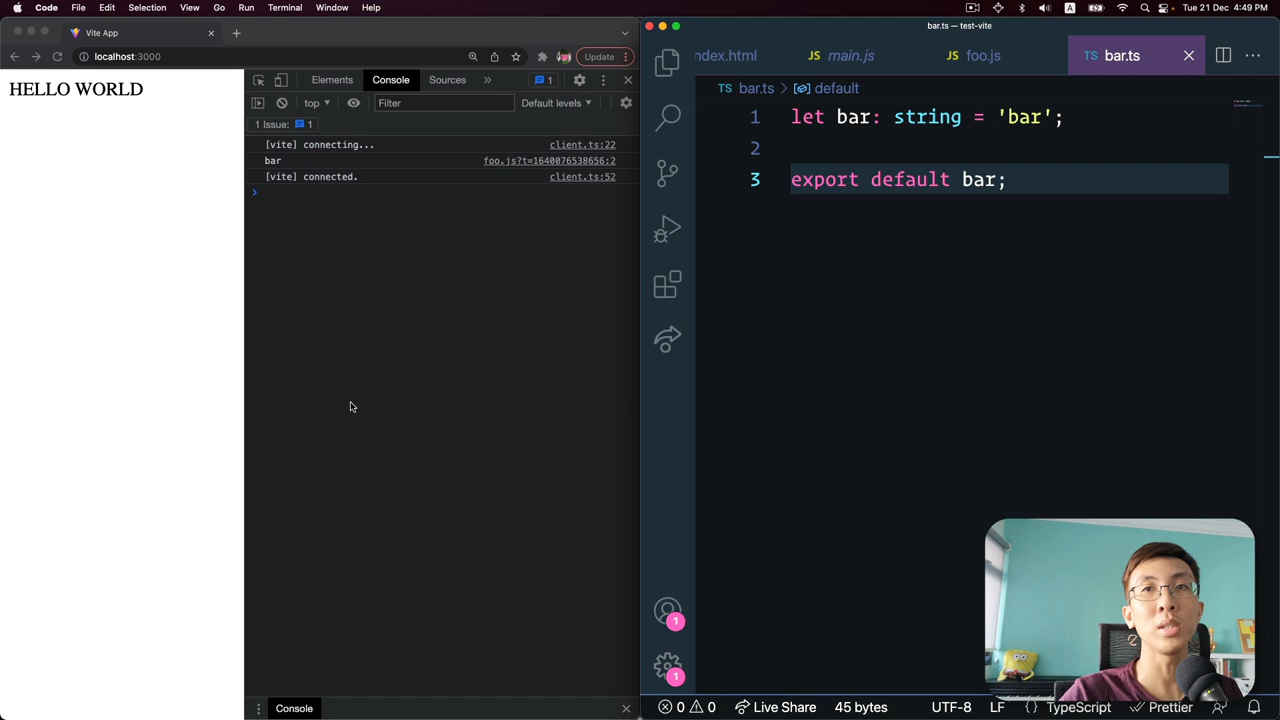 Code File Edit Selection View Go Run Terminal Window Help
A
Tue 21 Dec 4:49 PM
Vite App
localhost:3000
Update
HELLO WORLD
Elements Console Sources » 1
top Filter Default levels
1 Issue: 1
[vite] connecting... client.ts:22
bar foo.js?t=1640076538656:2
[vite] connected. client.ts:52
>
Console
bar.ts — test-vite
ndex.html JS main.js JS foo.js TS bar.ts
TS bar.ts > default
1 let bar: string = 'bar';
2
3 export default bar;
1
1
0 0 Live Share 45 bytes UTF-8 LF {} TypeScript Prettier